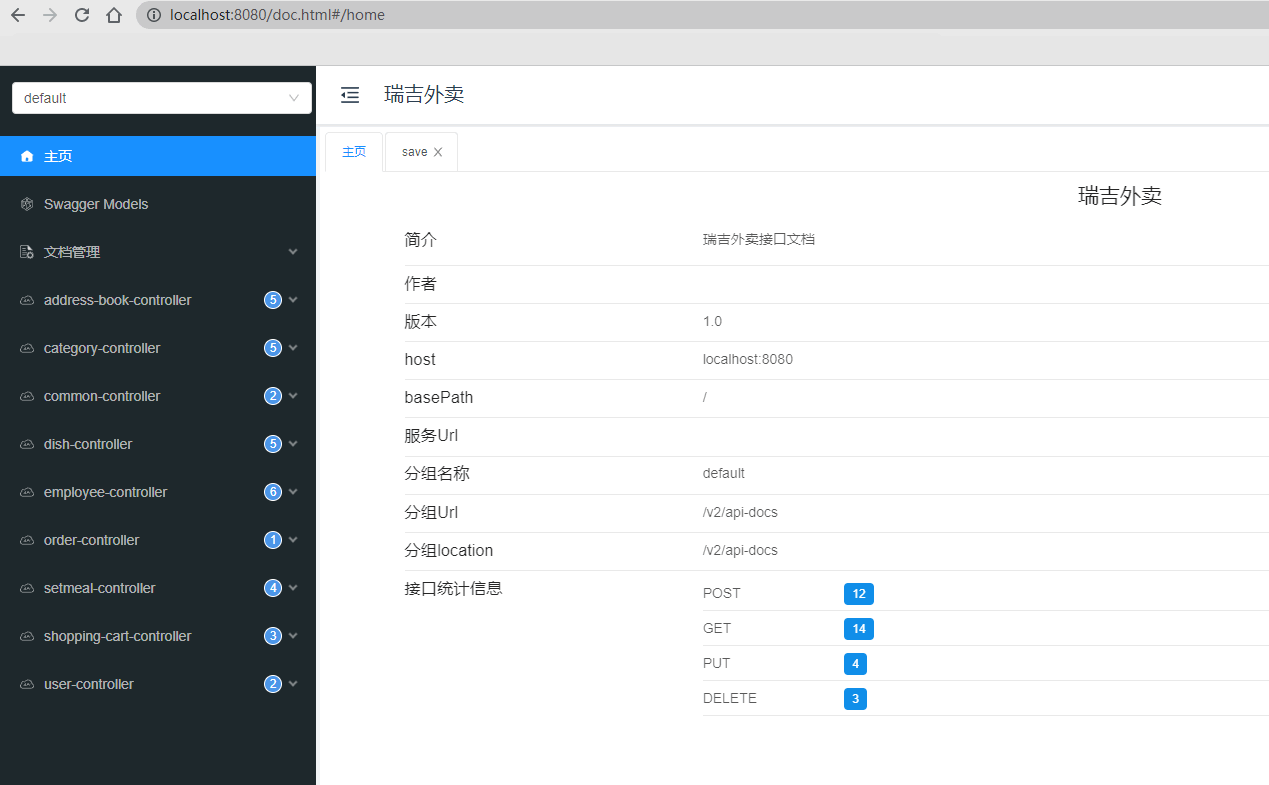 localhost:8080/doc.html#/home
default
瑞吉外卖
主页
主页 save
Swagger Models
瑞吉外卖
文档管理
简介 瑞吉外卖接口文档
作者
address-book-controller 5
版本 1.0
category-controller 5
host localhost:8080
common-controller 2
basePath /
dish-controller 5
服务Url
分组名称 default
employee-controller 6
分组Url /v2/api-docs
order-controller 1
分组location /v2/api-docs
setmeal-controller 4
接口统计信息 POST 12
GET 14
shopping-cart-controller 3
PUT 4
user-controller 2
DELETE 3